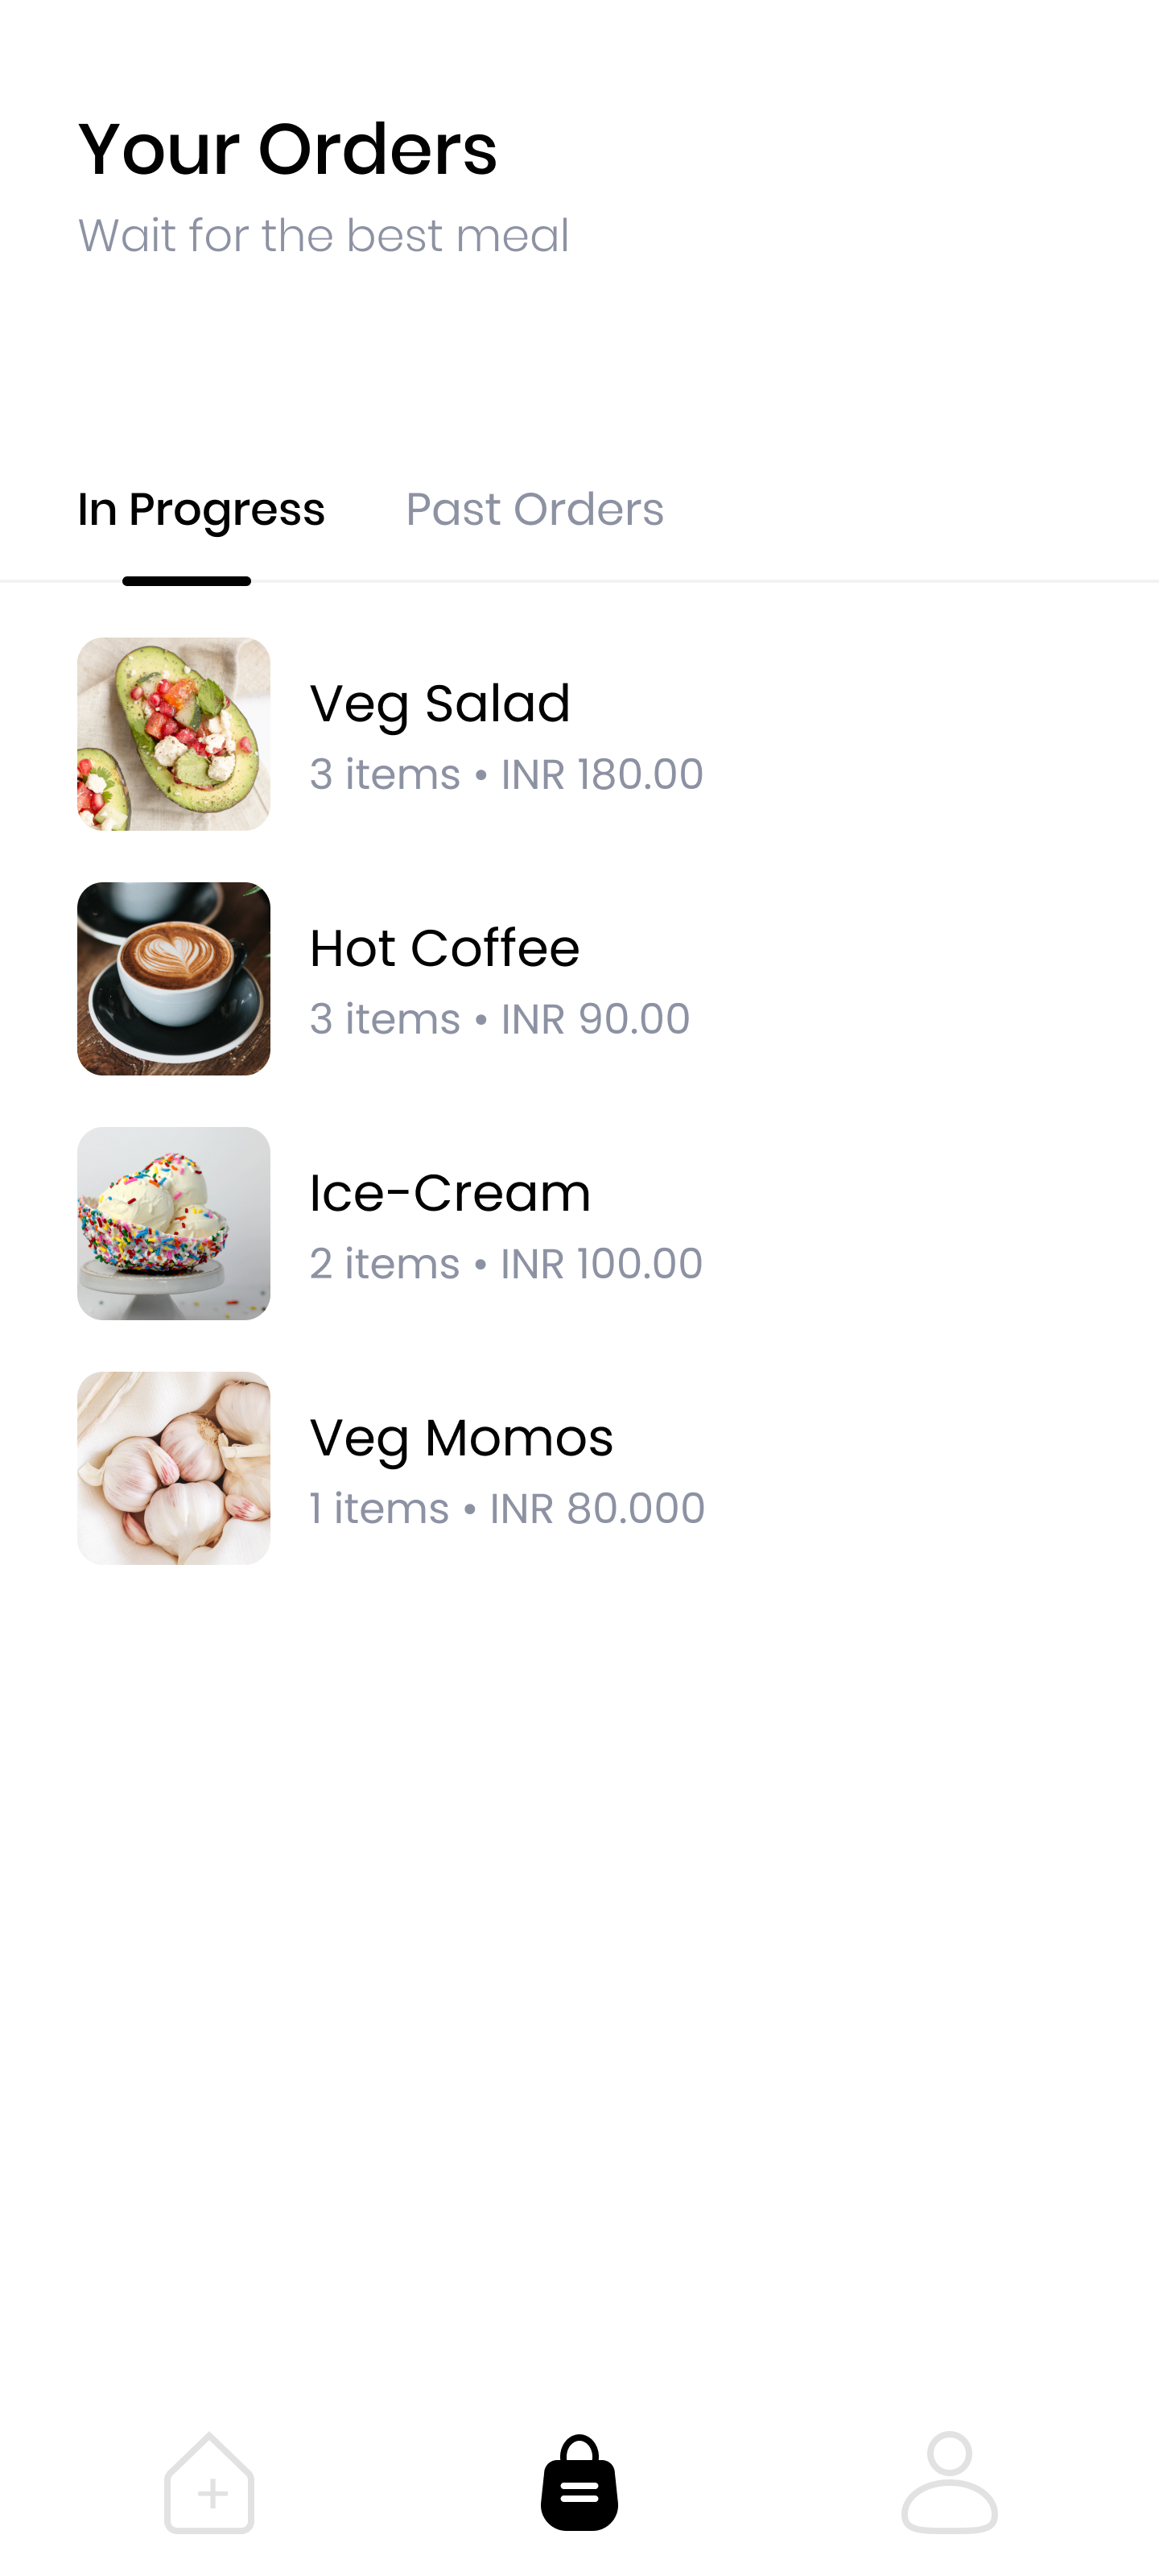 Your Orders
Wait for the best meal
In Progress
Past Orders
Veg Salad
3 items • INR 180.00
Hot Coffee
3 items • INR 90.00
Ice-Cream
2 items • INR 100.00
Veg Momos
1 items • INR 80.000